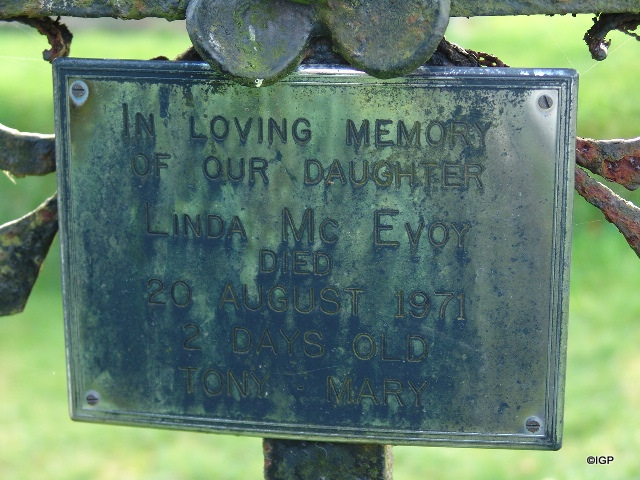 IN LOVING MEMORY
OF OUR DAUGHTER
LINDA MC EVOY
DIED
20 AUGUST 1971
2 DAYS OLD
TONY MARY
©IGP